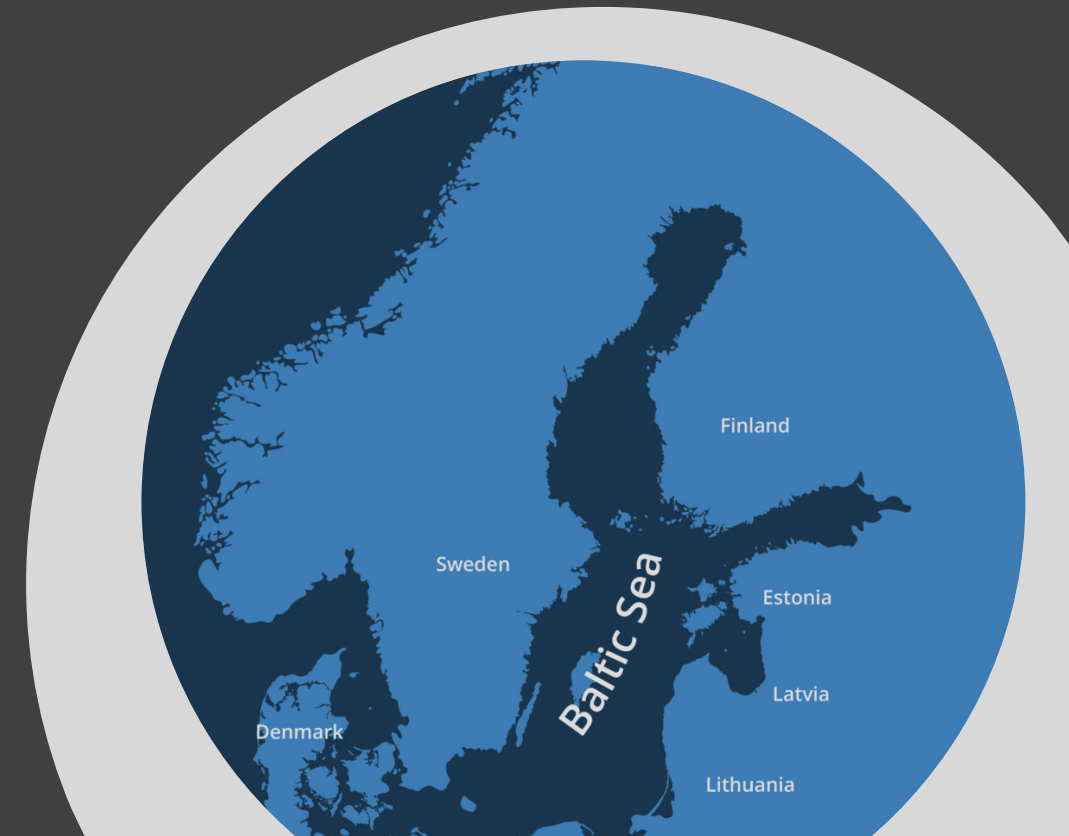 Finland
Sweden
Baltic Sea
Estonia
Latvia
Denmark
Lithuania